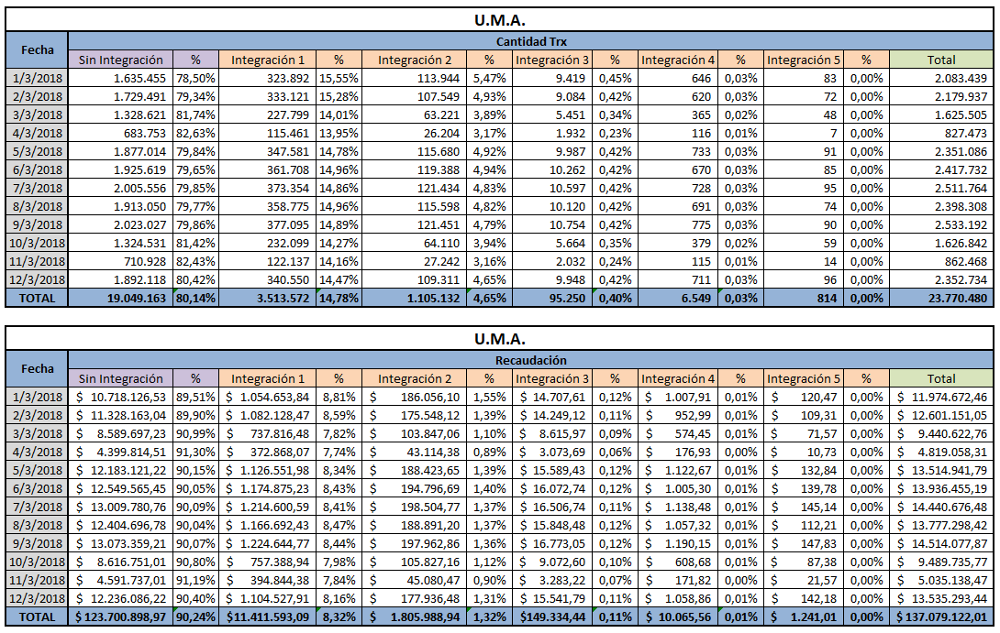 U.M.A.
Fecha Cantidad Trx
Sin Integración % Integración 1 % Integración 2 % Integración 3 % Integración 4 % Integración 5 % Total
1/3/2018 1.635.455 78,50% 323.892 15,55% 113.944 5,47% 9.419 0,45% 646 0,03% 83 0,00% 2.083.439
2/3/2018 1.729.491 79,34% 333.121 15,28% 107.549 4,93% 9.084 0,42% 620 0,03% 72 0,00% 2.179.937
3/3/2018 1.328.621 81,74% 227.799 14,01% 63.221 3,89% 5.451 0,34% 365 0,02% 48 0,00% 1.625.505
4/3/2018 683.753 82,63% 115.461 13,95% 26.204 3,17% 1.932 0,23% 116 0,01% 7 0,00% 827.473
5/3/2018 1.877.014 79,84% 347.581 14,78% 115.680 4,92% 9.987 0,42% 733 0,03% 91 0,00% 2.351.086
6/3/2018 1.925.619 79,65% 361.708 14,96% 119.388 4,94% 10.262 0,42% 670 0,03% 85 0,00% 2.417.732
7/3/2018 2.005.556 79,85% 373.354 14,86% 121.434 4,83% 10.597 0,42% 728 0,03% 95 0,00% 2.511.764
8/3/2018 1.913.050 79,77% 358.775 14,96% 115.598 4,82% 10.120 0,42% 691 0,03% 74 0,00% 2.398.308
9/3/2018 2.023.027 79,86% 377.095 14,89% 121.451 4,79% 10.754 0,42% 775 0,03% 90 0,00% 2.533.192
10/3/2018 1.324.531 81,42% 232.099 14,27% 64.110 3,94% 5.664 0,35% 379 0,02% 59 0,00% 1.626.842
11/3/2018 710.928 82,43% 122.137 14,16% 27.242 3,16% 2.032 0,24% 115 0,01% 14 0,00% 862.468
12/3/2018 1.892.118 80,42% 340.550 14,47% 109.311 4,65% 9.948 0,42% 711 0,03% 96 0,00% 2.352.734
TOTAL 19.049.163 80,14% 3.513.572 14,78% 1.105.132 4,65% 95.250 0,40% 6.549 0,03% 814 0,00% 23.770.480
U.M.A.
Fecha Recaudación
Sin Integración % Integración 1 % Integración 2 % Integración 3 % Integración 4 % Integración 5 % Total
1/3/2018 $ 10.718.126,53 89,51% $ 1.054.653,84 8,81% $ 186.056,10 1,55% $ 14.707,61 0,12% $ 1.007,91 0,01% $ 120,47 0,00% $ 11.974.672,46
2/3/2018 $ 11.328.163,04 89,90% $ 1.082.128,47 8,59% $ 175.548,12 1,39% $ 14.249,12 0,11% $ 952,99 0,01% $ 109,31 0,00% $ 12.601.151,05
3/3/2018 $ 8.589.697,23 90,99% $ 737.816,48 7,82% $ 103.847,06 1,10% $ 8.615,97 0,09% $ 574,45 0,01% $ 71,57 0,00% $ 9.440.622,76
4/3/2018 $ 4.399.814,51 91,30% $ 372.868,07 7,74% $ 43.114,38 0,89% $ 3.073,69 0,06% $ 176,93 0,00% $ 10,73 0,00% $ 4.819.058,31
5/3/2018 $ 12.183.121,22 90,15% $ 1.126.551,98 8,34% $ 188.423,65 1,39% $ 15.589,43 0,12% $ 1.122,67 0,01% $ 132,84 0,00% $ 13.514.941,79
6/3/2018 $ 12.549.565,45 90,05% $ 1.174.875,23 8,43% $ 194.796,69 1,40% $ 16.072,74 0,12% $ 1.005,30 0,01% $ 139,78 0,00% $ 13.936.455,19
7/3/2018 $ 13.009.780,76 90,09% $ 1.214.600,59 8,41% $ 198.504,77 1,37% $ 16.506,74 0,11% $ 1.138,48 0,01% $ 145,14 0,00% $ 14.440.676,48
8/3/2018 $ 12.404.696,78 90,04% $ 1.166.692,43 8,47% $ 188.891,20 1,37% $ 15.848,48 0,12% $ 1.057,32 0,01% $ 112,21 0,00% $ 13.777.298,42
9/3/2018 $ 13.073.359,21 90,07% $ 1.224.644,77 8,44% $ 197.962,86 1,36% $ 16.773,05 0,12% $ 1.190,15 0,01% $ 147,83 0,00% $ 14.514.077,87
10/3/2018 $ 8.616.751,01 90,80% $ 757.388,94 7,98% $ 105.827,16 1,12% $ 9.072,60 0,10% $ 608,68 0,01% $ 87,38 0,00% $ 9.489.735,77
11/3/2018 $ 4.591.737,01 91,19% $ 394.844,38 7,84% $ 45.080,47 0,90% $ 3.283,22 0,07% $ 171,82 0,00% $ 21,57 0,00% $ 5.035.138,47
12/3/2018 $ 12.236.086,22 90,40% $ 1.104.527,91 8,16% $ 177.936,48 1,31% $ 15.541,79 0,11% $ 1.058,86 0,01% $ 142,18 0,00% $ 13.535.293,44
TOTAL $ 123.700.898,97 90,24% $11.411.593,09 8,32% $ 1.805.988,94 1,32% $149.334,44 0,11% $ 10.065,56 0,01% $ 1.241,01 0,00% $ 137.079.122,01